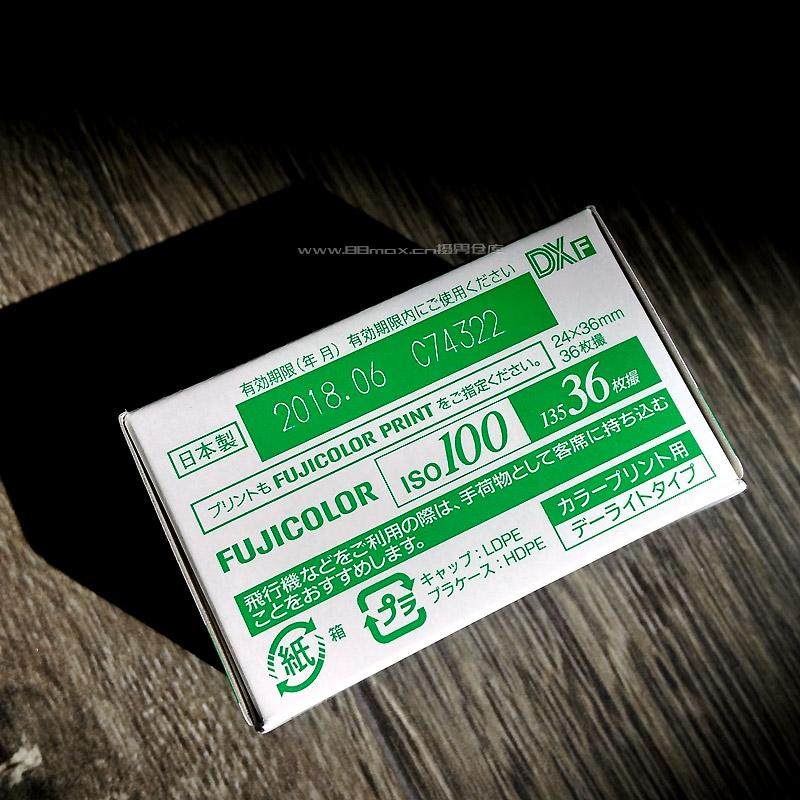 www.88max.cn摄界仓库
DXF
有効期限(年月) 有効期限内にご使用ください
2018.06 C74322
24×36mm
36枚撮
日本製
プリントも FUJICOLOR PRINT をご指定ください。
FUJICOLOR
ISO100
135 36枚撮
飛行機などをご利用の際は、手荷物として客席に持ち込む
ことをおすすめします。
カラープリント用
デーライトタイプ
紙
箱
プラ
キャップ:LDPE
プラケース:HDPE